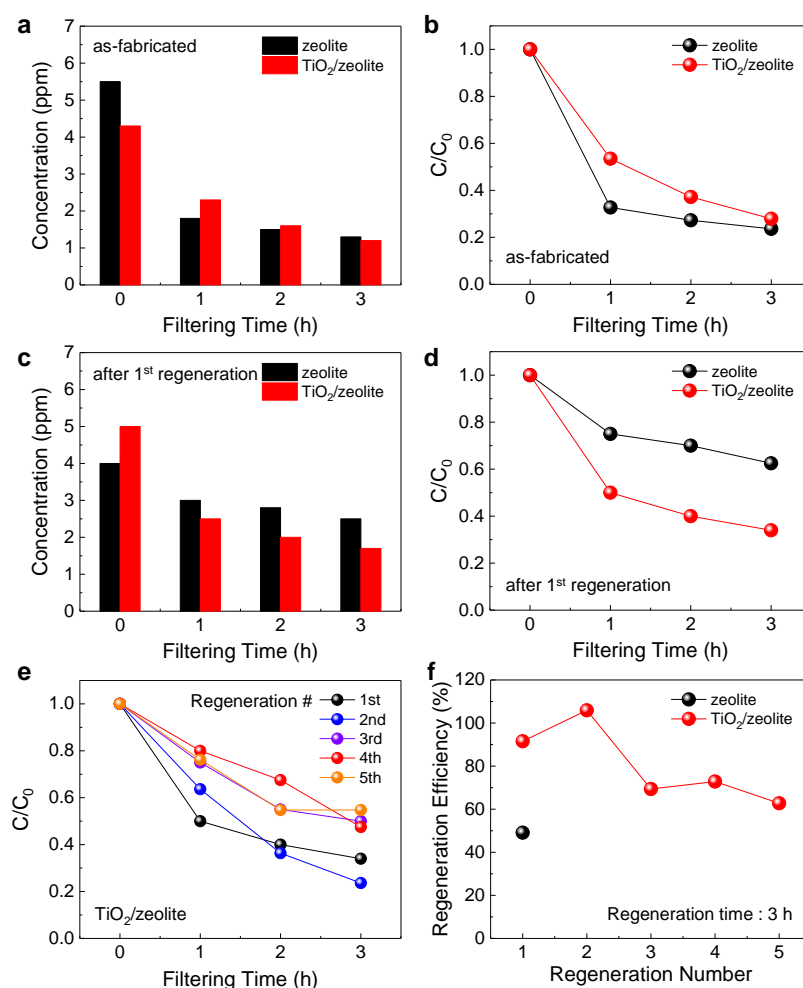 a
as-fabricated
zeolite
TiO2/zeolite
Concentration (ppm)
7
6
5
4
3
2
1
0
0 1 2 3
Filtering Time (h)
b
zeolite
TiO2/zeolite
C/C0
1.0
0.8
0.6
0.4
0.2
0.0
as-fabricated
0 1 2 3
Filtering Time (h)
c
after 1st regeneration
zeolite
TiO2/zeolite
Concentration (ppm)
7
6
5
4
3
2
1
0
0 1 2 3
Filtering Time (h)
d
zeolite
TiO2/zeolite
C/C0
1.0
0.8
0.6
0.4
0.2
0.0
after 1st regeneration
0 1 2 3
Filtering Time (h)
e
Regeneration #
1st
2nd
3rd
4th
5th
C/C0
1.0
0.8
0.6
0.4
0.2
0.0
TiO2/zeolite
0 1 2 3
Filtering Time (h)
f
zeolite
TiO2/zeolite
Regeneration Efficiency (%)
120
100
80
60
40
20
0
Regeneration time : 3 h
1 2 3 4 5
Regeneration Number